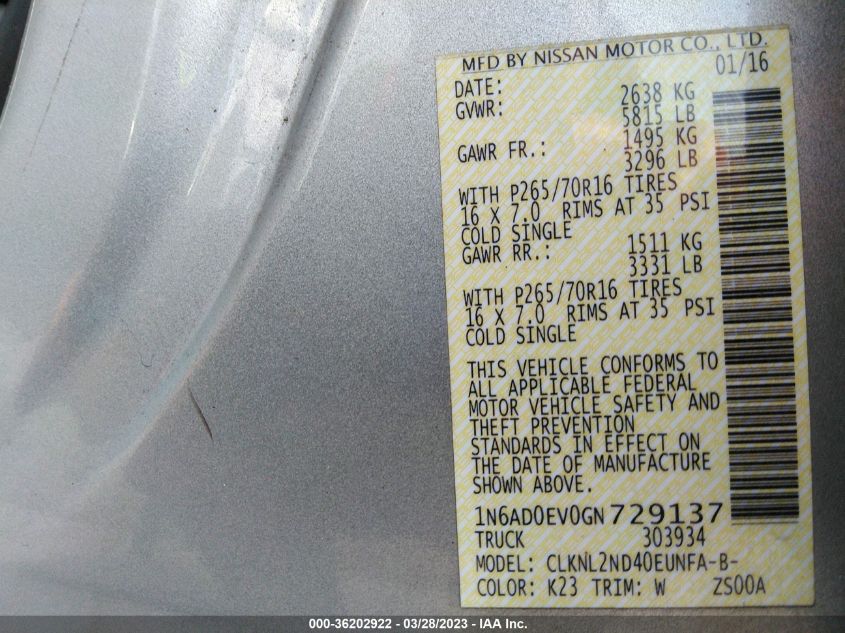 MFD BY NISSAN MOTOR CO., LTD.
DATE: 01/16
GVWR: 2638 KG
5815 LB
GAWR FR.: 1495 KG
3296 LB
WITH P265/70R16 TIRES
16 X 7.0 RIMS AT 35 PSI
COLD SINGLE
GAWR RR.: 1511 KG
3331 LB
WITH P265/70R16 TIRES
16 X 7.0 RIMS AT 35 PSI
COLD SINGLE
THIS VEHICLE CONFORMS TO
ALL APPLICABLE FEDERAL
MOTOR VEHICLE SAFETY AND
THEFT PREVENTION
STANDARDS IN EFFECT ON
THE DATE OF MANUFACTURE
SHOWN ABOVE.
1N6AD0EV0GN729137
TRUCK 303934
MODEL: CLKNL2ND40EUNFA-B-
COLOR: K23 TRIM: W ZS00A
000-36202922 - 03/28/2023 - IAA Inc.